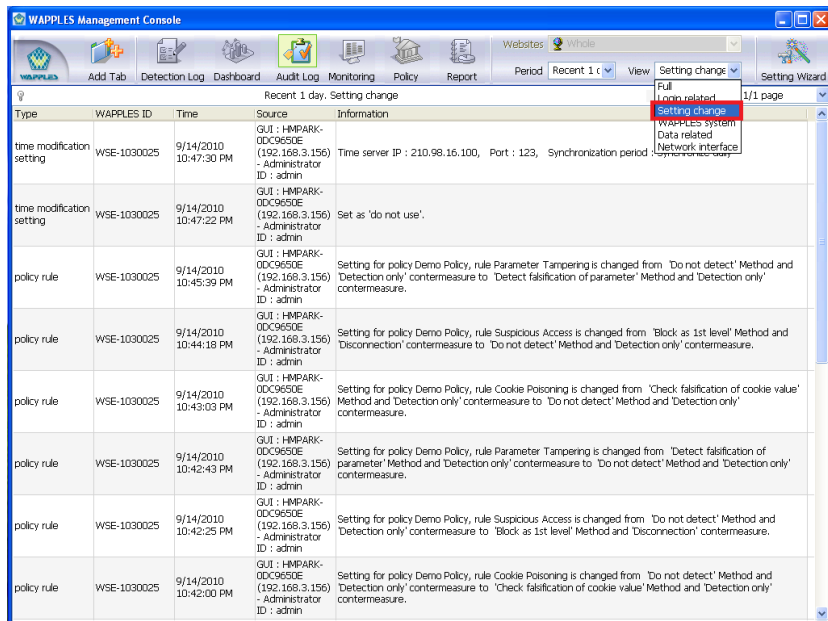 WAPPLES Management Console
Websites Whole
WAPPLES Add Tab Detection Log Dashboard Audit Log Monitoring Policy Report Period Recent 1 View Setting change Setting Wizard
Recent 1 day. Setting change 1/1 page
Full
Login related
Setting change
WAPPLES system
Data related
Network interface
Type WAPPLES ID Time Source Information
time modification setting WSE-1030025 9/14/2010 10:47:30 PM
GUI : HMPARK-
0DC9650E
(192.168.3.156)
- Administrator
ID : admin
Time server IP : 210.98.16.100, Port : 123, Synchronization period : Synchronize daily
time modification setting WSE-1030025 9/14/2010 10:47:22 PM
GUI : HMPARK-
0DC9650E
(192.168.3.156)
- Administrator
ID : admin
Set as 'do not use'.
policy rule WSE-1030025 9/14/2010 10:45:39 PM
GUI : HMPARK-
0DC9650E
(192.168.3.156)
- Administrator
ID : admin
Setting for policy Demo Policy, rule Parameter Tampering is changed from 'Do not detect' Method and
'Detection only' contermeasure to 'Detect falsification of parameter' Method and 'Detection only'
contermeasure.
policy rule WSE-1030025 9/14/2010 10:44:18 PM
GUI : HMPARK-
0DC9650E
(192.168.3.156)
- Administrator
ID : admin
Setting for policy Demo Policy, rule Suspicious Access is changed from 'Block as 1st level' Method and
'Disconnection' contermeasure to 'Do not detect' Method and 'Detection only' contermeasure.
policy rule WSE-1030025 9/14/2010 10:43:03 PM
GUI : HMPARK-
0DC9650E
(192.168.3.156)
- Administrator
ID : admin
Setting for policy Demo Policy, rule Cookie Poisoning is changed from 'Check falsification of cookie value'
Method and 'Detection only' contermeasure to 'Do not detect' Method and 'Detection only'
contermeasure.
policy rule WSE-1030025 9/14/2010 10:42:43 PM
GUI : HMPARK-
0DC9650E
(192.168.3.156)
- Administrator
ID : admin
Setting for policy Demo Policy, rule Parameter Tampering is changed from 'Detect falsification of
parameter' Method and 'Detection only' contermeasure to 'Do not detect' Method and 'Detection only'
contermeasure.
policy rule WSE-1030025 9/14/2010 10:42:25 PM
GUI : HMPARK-
0DC9650E
(192.168.3.156)
- Administrator
ID : admin
Setting for policy Demo Policy, rule Suspicious Access is changed from 'Do not detect' Method and
'Detection only' contermeasure to 'Block as 1st level' Method and 'Disconnection' contermeasure.
policy rule WSE-1030025 9/14/2010 10:42:00 PM
GUI : HMPARK-
0DC9650E
(192.168.3.156)
- Administrator
ID : admin
Setting for policy Demo Policy, rule Cookie Poisoning is changed from 'Do not detect' Method and
'Detection only' contermeasure to 'Check falsification of cookie value' Method and 'Detection only'
contermeasure.